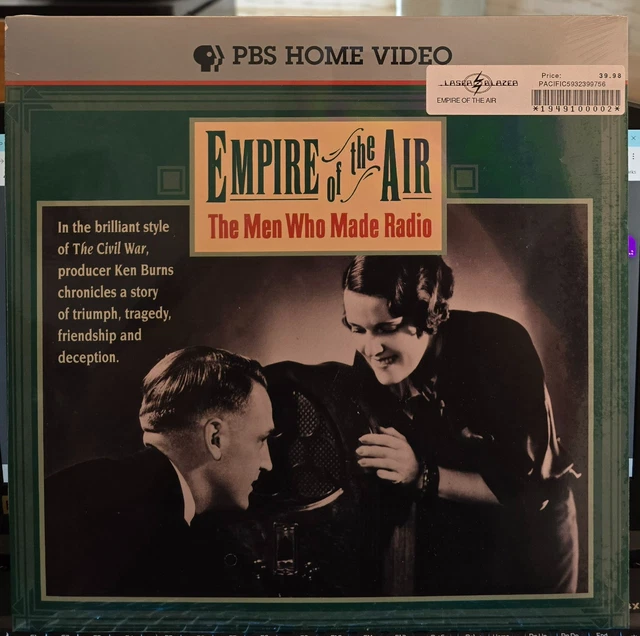 PBS HOME VIDEO
LASER BLAZER
Price: 39.98
PACIFIC5932399756
EMPIRE OF THE AIR
*1949100002*
EMPIRE of the AIR
The Men Who Made Radio
In the brilliant style
of The Civil War,
producer Ken Burns
chronicles a story
of triumph, tragedy,
friendship and
deception.